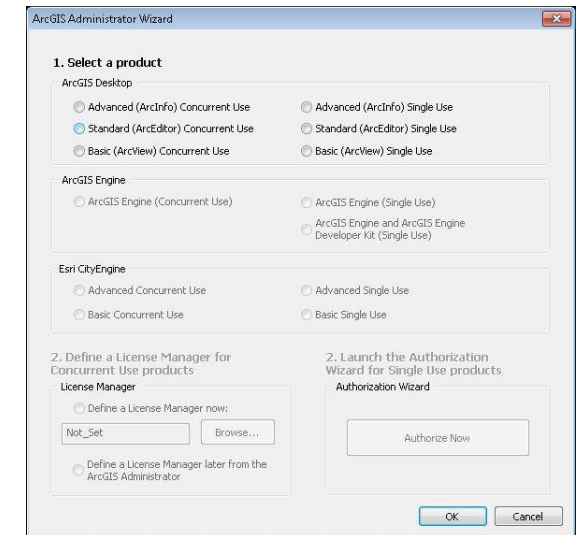 ArcGIS Administrator Wizard
1. Select a product
ArcGIS Desktop
Advanced (ArcInfo) Concurrent Use
Advanced (ArcInfo) Single Use
Standard (ArcEditor) Concurrent Use
Standard (ArcEditor) Single Use
Basic (ArcView) Concurrent Use
Basic (ArcView) Single Use
ArcGIS Engine
ArcGIS Engine (Concurrent Use)
ArcGIS Engine (Single Use)
ArcGIS Engine and ArcGIS Engine
Developer Kit (Single Use)
Esri CityEngine
Advanced Concurrent Use
Advanced Single Use
Basic Concurrent Use
Basic Single Use
2. Define a License Manager for
Concurrent Use products
License Manager
Define a License Manager now:
Not_Set
Browse...
Define a License Manager later from the
ArcGIS Administrator
2. Launch the Authorization
Wizard for Single Use products
Authorization Wizard
Authorize Now
OK
Cancel